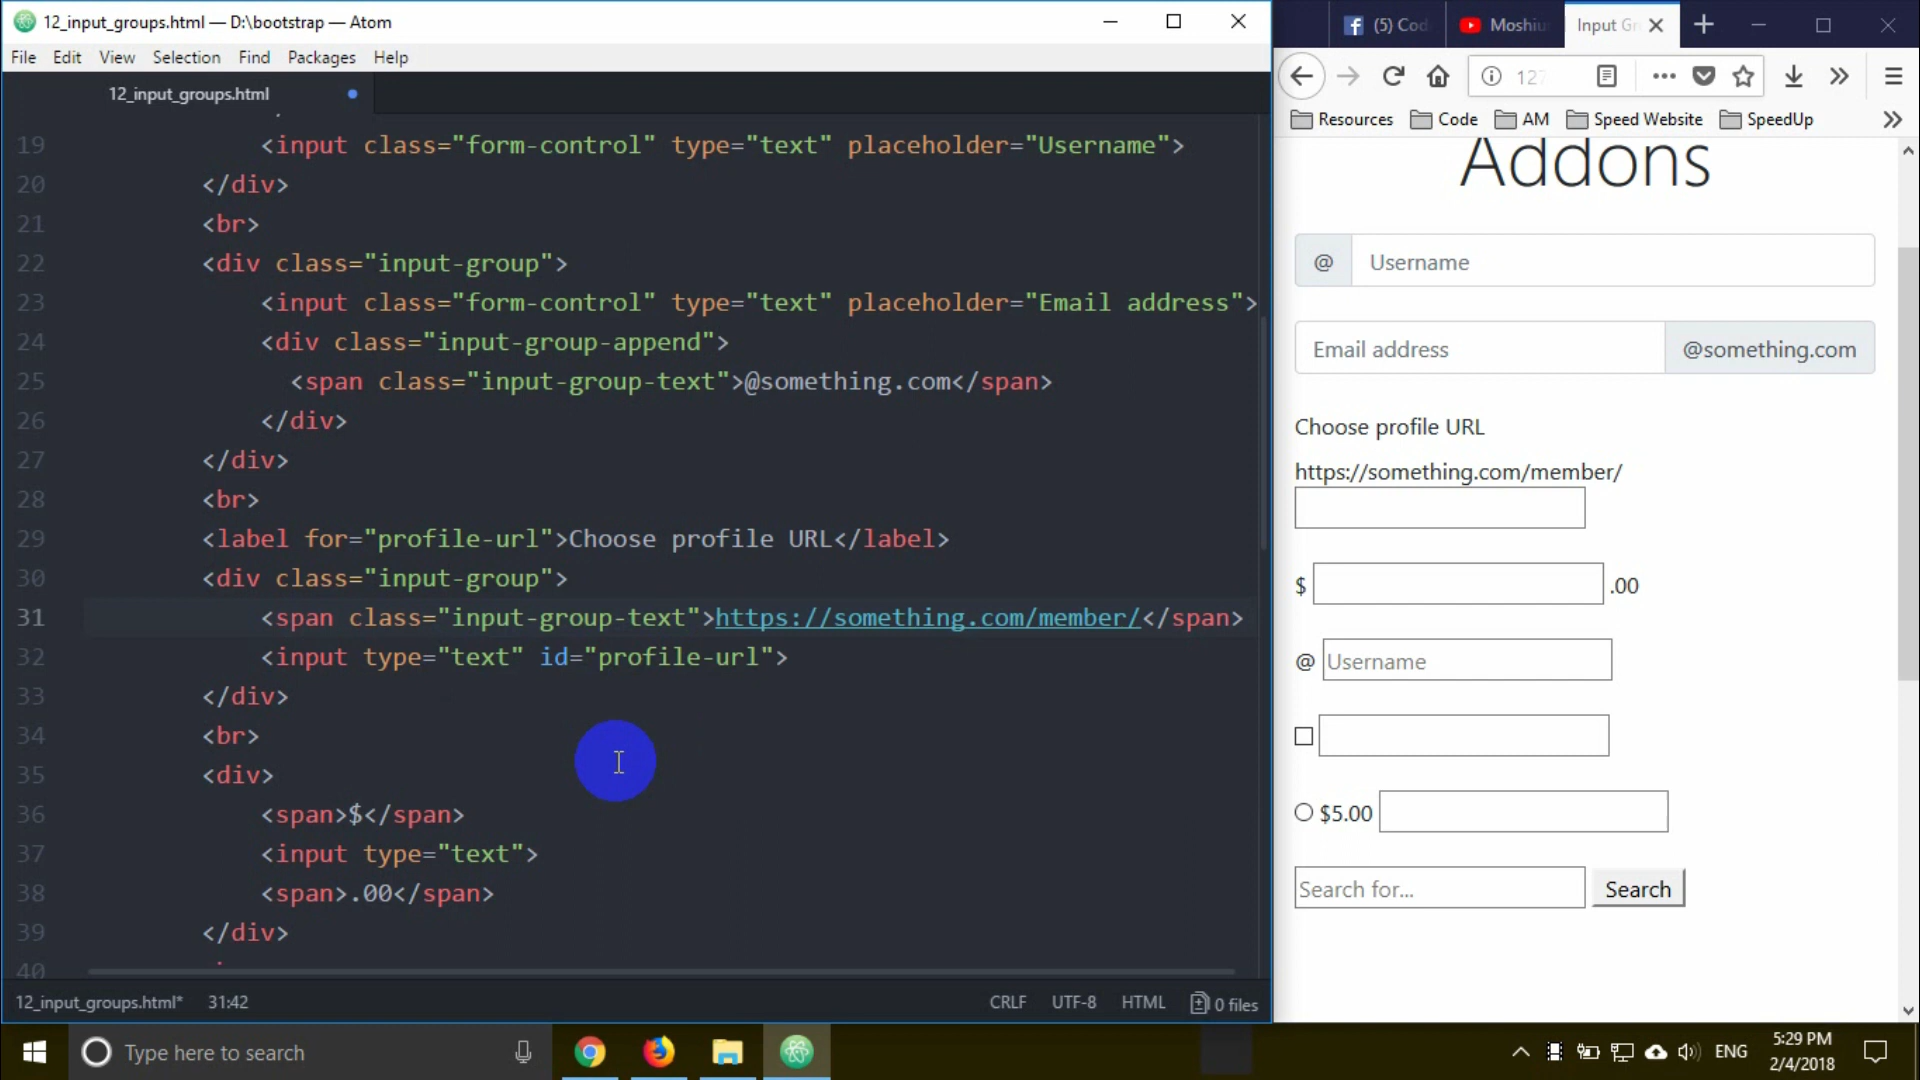 12_input_groups.html — D:\bootstrap — Atom
File Edit View Selection Find Packages Help
12_input_groups.html
19 <input class="form-control" type="text" placeholder="Username">
20 </div>
21 <br>
22 <div class="input-group">
23 <input class="form-control" type="text" placeholder="Email address">
24 <div class="input-group-append">
25 <span class="input-group-text">@something.com</span>
26 </div>
27 </div>
28 <br>
29 <label for="profile-url">Choose profile URL</label>
30 <div class="input-group">
31 <span class="input-group-text">https://something.com/member/</span>
32 <input type="text" id="profile-url">
33 </div>
34 <br>
35 <div>
36 <span>$</span>
37 <input type="text">
38 <span>.00</span>
39 </div>
40
12_input_groups.html* 31:42 CRLF UTF-8 HTML 0 files
(5) Cod Moshiu Input Gr
127
Resources Code AM Speed Website SpeedUp
Addons
@ Username
Email address @something.com
Choose profile URL
https://something.com/member/
$ .00
@ Username
$5.00
Search for... Search
Type here to search
ENG
5:29 PM
2/4/2018